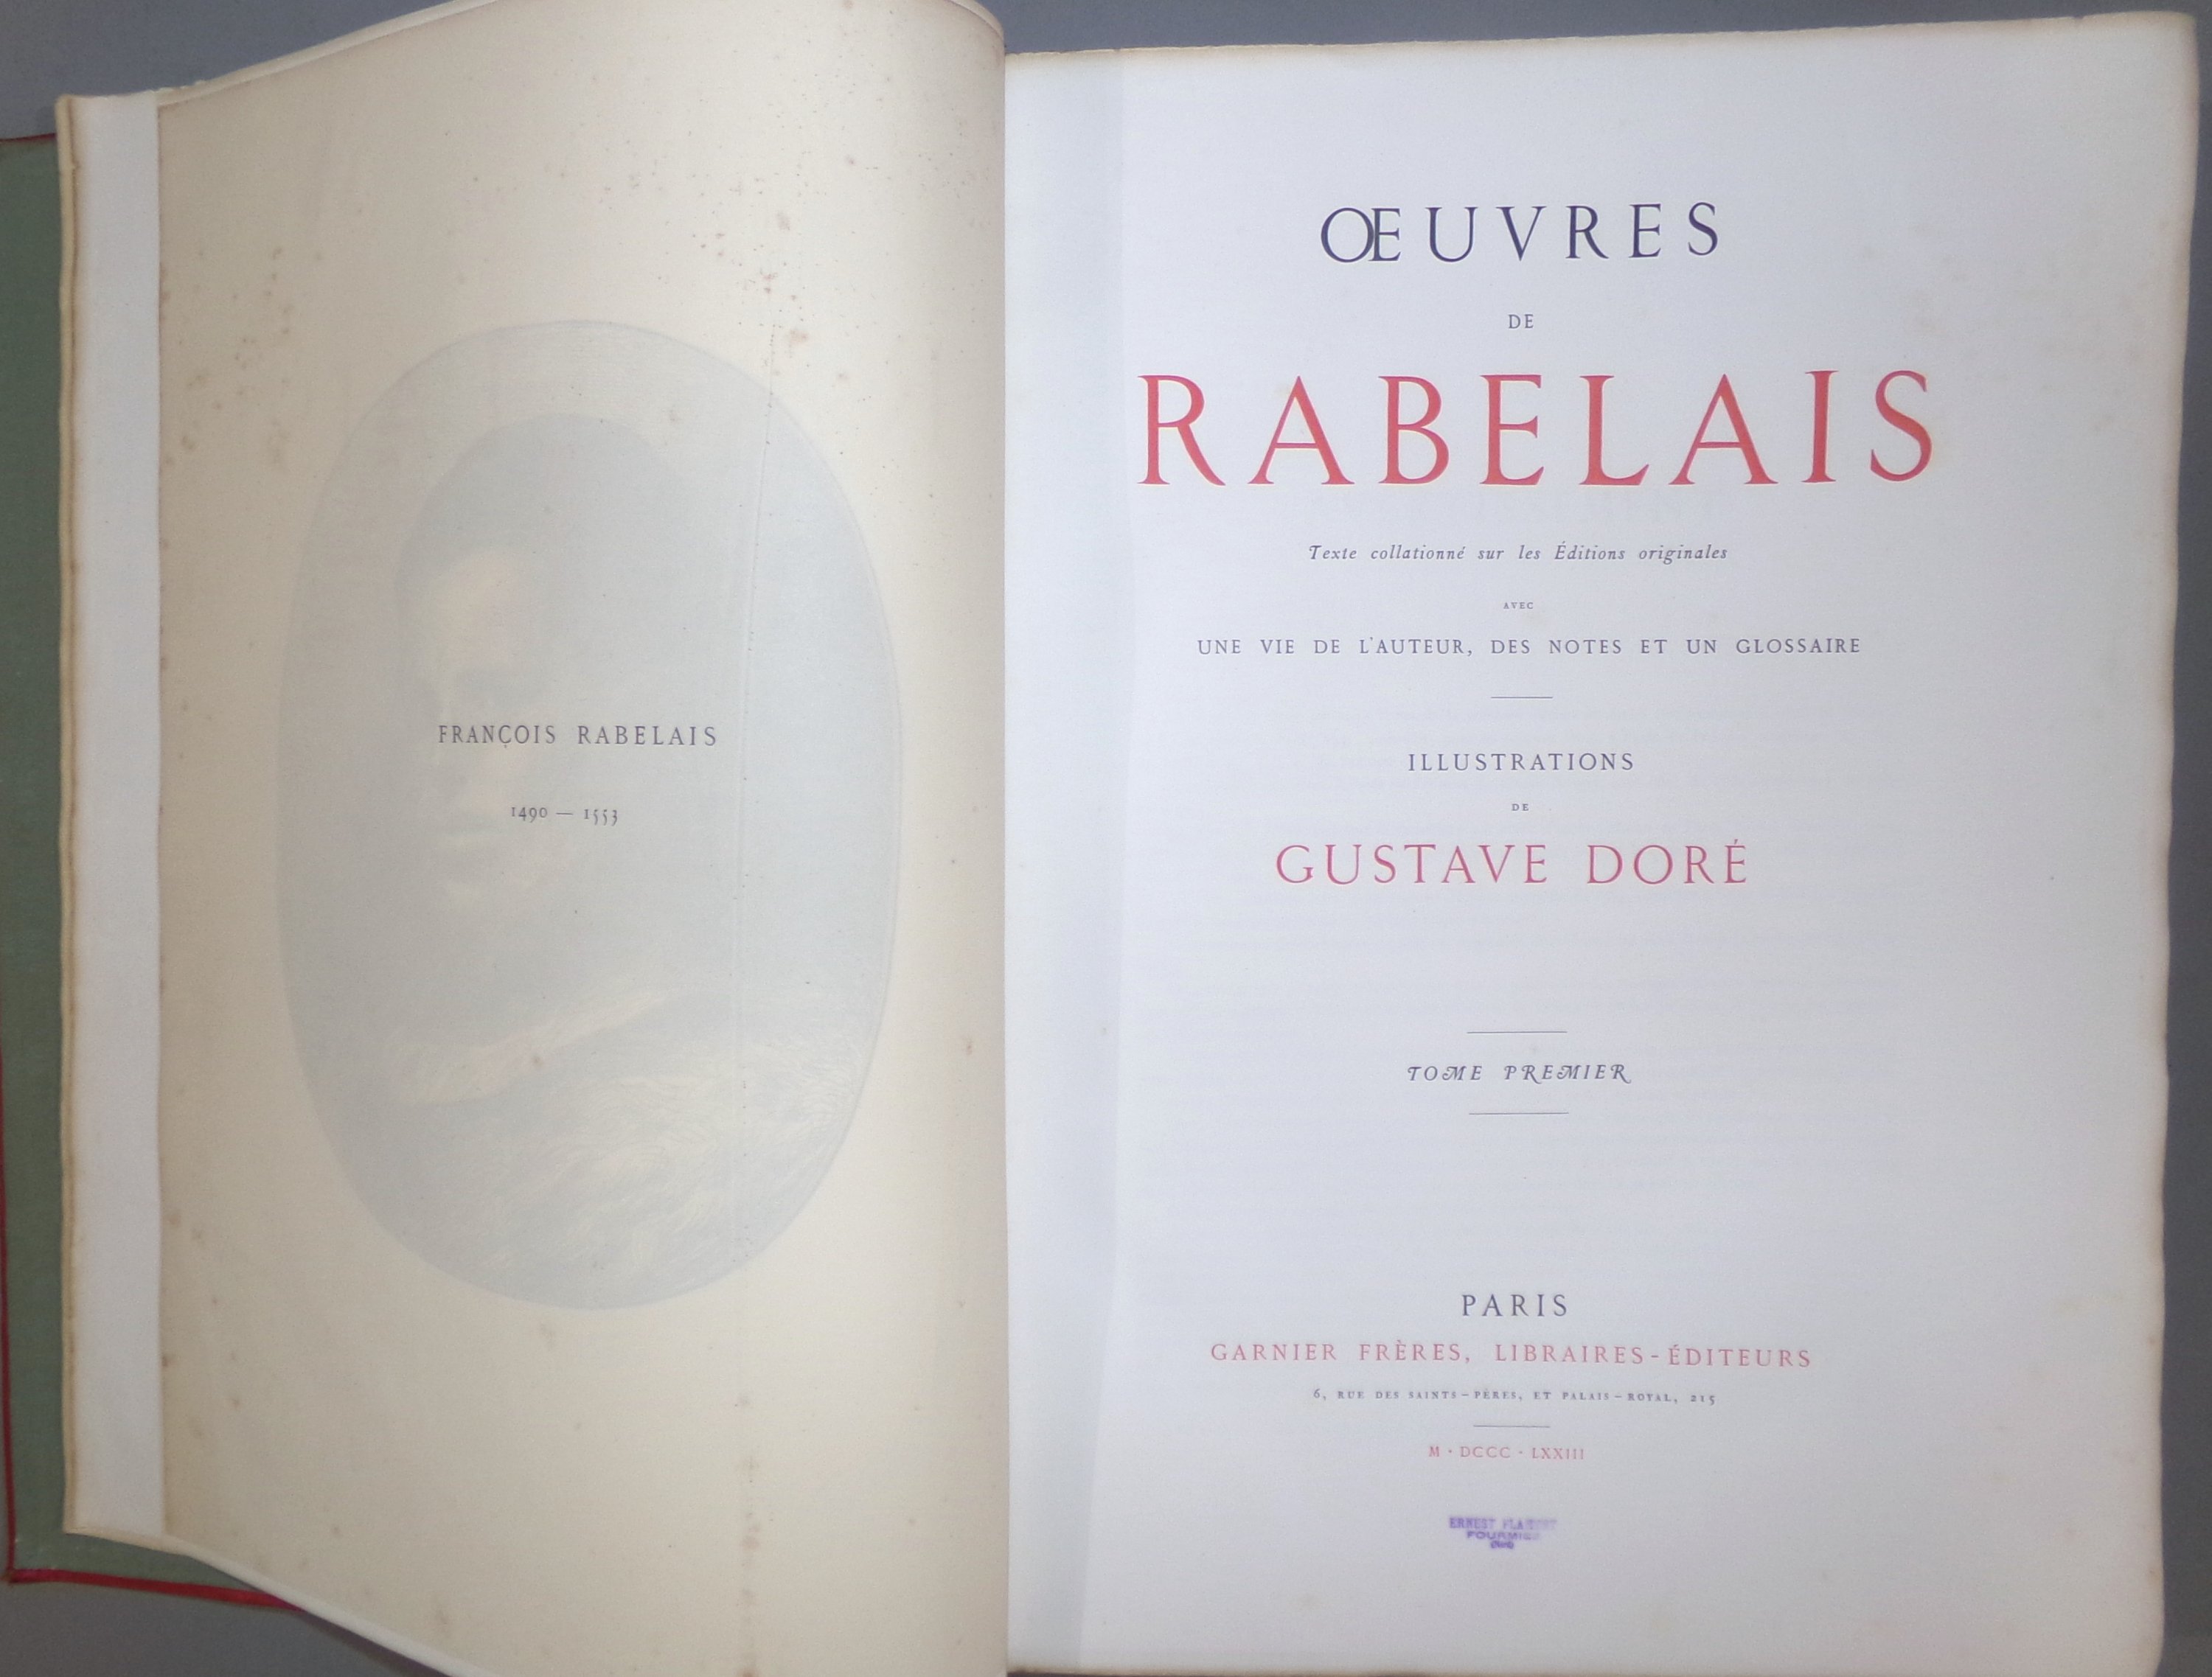 FRANÇOIS RABELAIS
1490 — 1553
ŒUVRES
DE
RABELAIS
Texte collationné sur les Éditions originales
AVEC
UNE VIE DE L'AUTEUR, DES NOTES ET UN GLOSSAIRE
ILLUSTRATIONS
DE
GUSTAVE DORÉ
TOME PREMIER
PARIS
GARNIER FRÈRES, LIBRAIRES-ÉDITEURS
6, RUE DES SAINTS-PÈRES, ET PALAIS-ROYAL, 215
M · DCCC · LXXIII
ERNEST